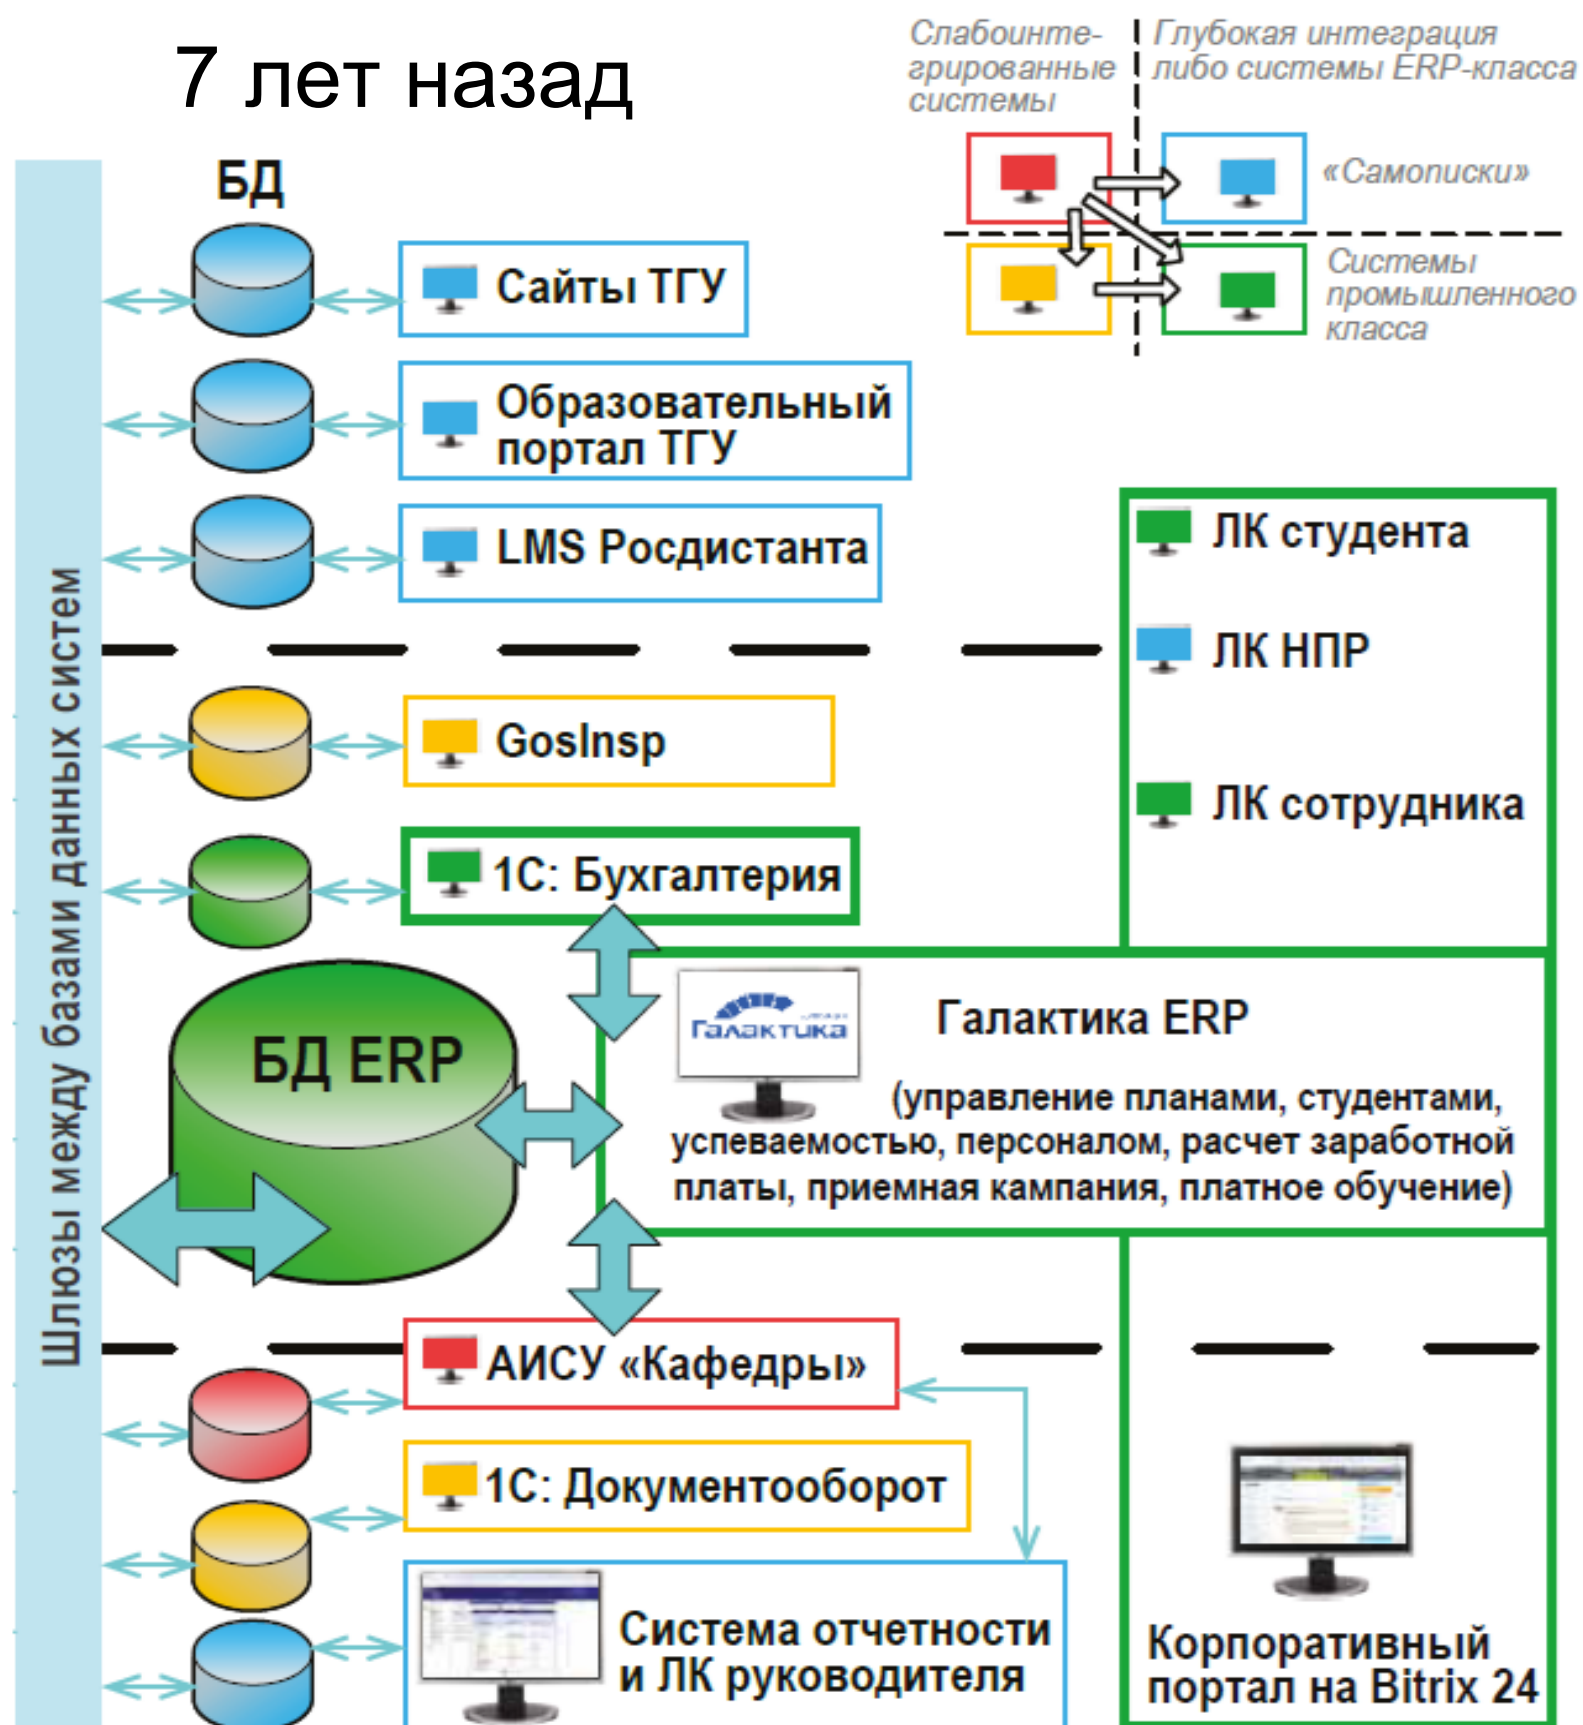 7 лет назад
Слабоинте-
грированные
системы
Глубокая интеграция
либо системы ERP-класса
«Самописки»
Системы
промышленного
класса
БД
Сайты ТГУ
Образовательный
портал ТГУ
LMS Росдистанта
ЛК студента
ЛК НПР
ЛК сотрудника
GosInsp
1С: Бухгалтерия
Шлюзы между базами данных систем
БД ERP
Галактика
Галактика ERP
(управление планами, студентами,
успеваемостью, персоналом, расчет заработной
платы, приемная кампания, платное обучение)
АИСУ «Кафедры»
1С: Документооборот
Система отчетности
и ЛК руководителя
Корпоративный
портал на Bitrix 24